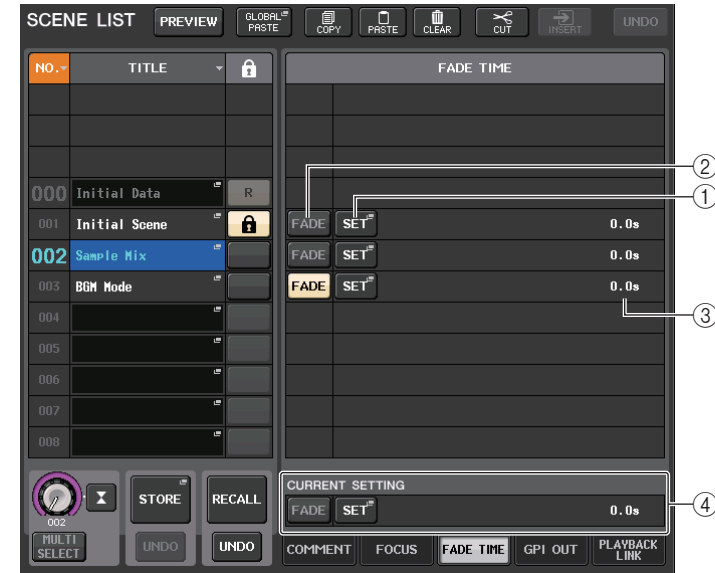 SCENE LIST PREVIEW GLOBAL PASTE COPY PASTE CLEAR CUT INSERT UNDO
NO. TITLE FADE TIME
000 Initial Data R
2
1
001 Initial Scene FADE SET 0.0s
002 Sample Mix FADE SET 0.0s
003 BGM Mode FADE SET 0.0s
004
3
005
006
007
008
CURRENT SETTING
STORE RECALL FADE SET 0.0s
4
002
MULTI SELECT UNDO UNDO COMMENT FOCUS FADE TIME GPI OUT PLAYBACK LINK